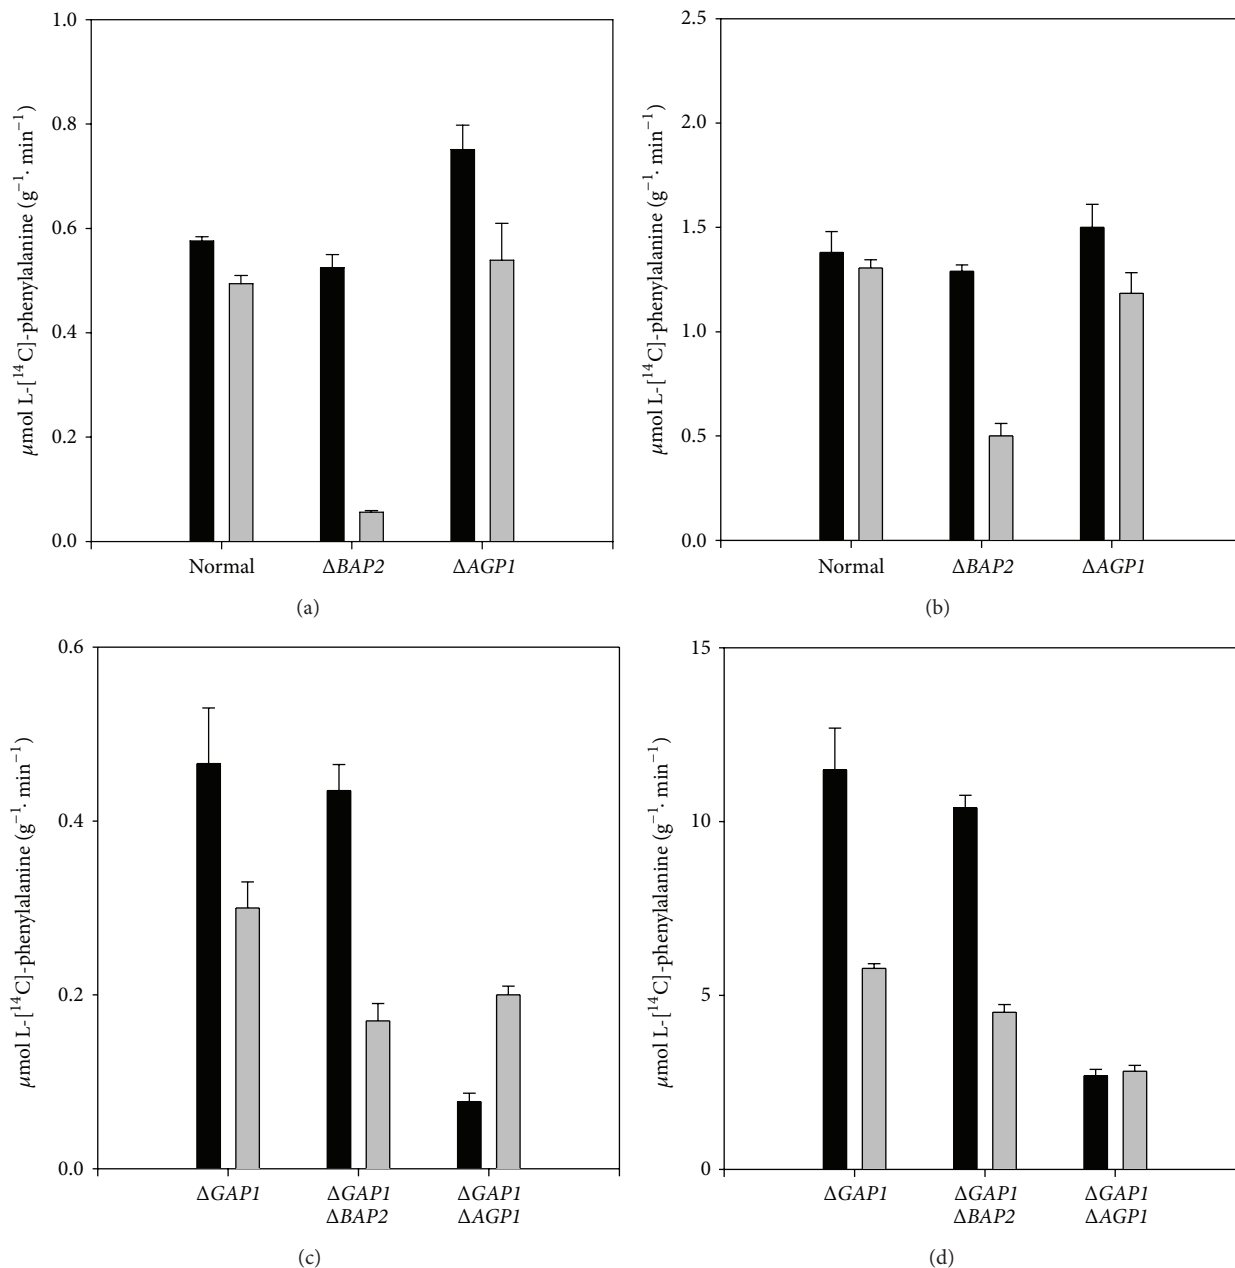 1.0
0.8
0.6
0.4
0.2
0.0
μmol L-[¹⁴C]-phenylalanine (g⁻¹· min⁻¹)
Normal ΔBAP2 ΔAGP1
(a)
2.5
2.0
1.5
1.0
0.5
0.0
μmol L-[¹⁴C]-phenylalanine (g⁻¹· min⁻¹)
Normal ΔBAP2 ΔAGP1
(b)
0.6
0.4
0.2
0.0
μmol L-[¹⁴C]-phenylalanine (g⁻¹· min⁻¹)
ΔGAP1 ΔGAP1 ΔGAP1
ΔBAP2 ΔAGP1
(c)
15
10
5
0
μmol L-[¹⁴C]-phenylalanine (g⁻¹· min⁻¹)
ΔGAP1 ΔGAP1 ΔGAP1
ΔBAP2 ΔAGP1
(d)